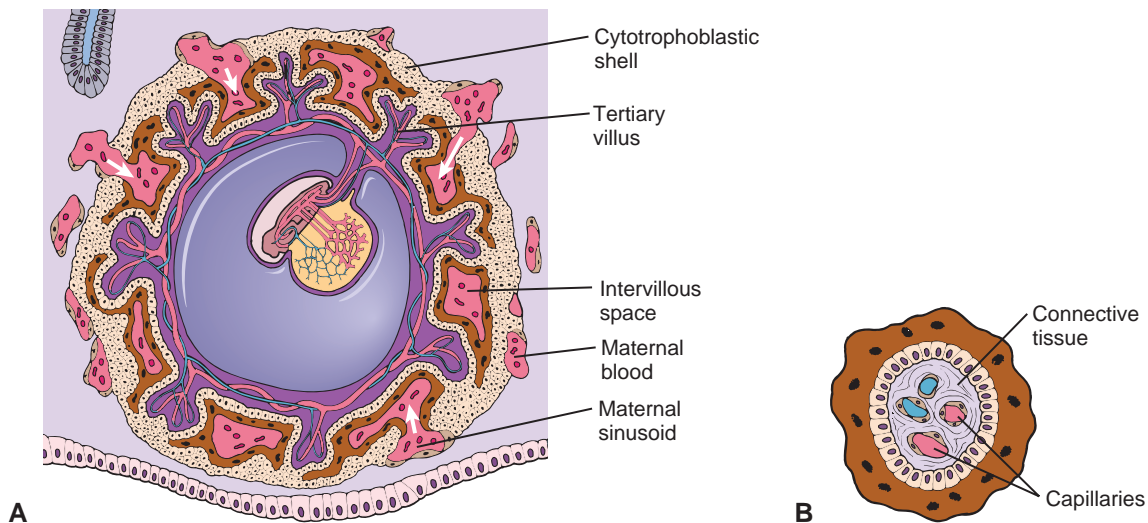 Cytotrophoblastic
shell
Tertiary
villus
Intervillous
space
Maternal
blood
Maternal
sinusoid
A
Connective
tissue
Capillaries
B